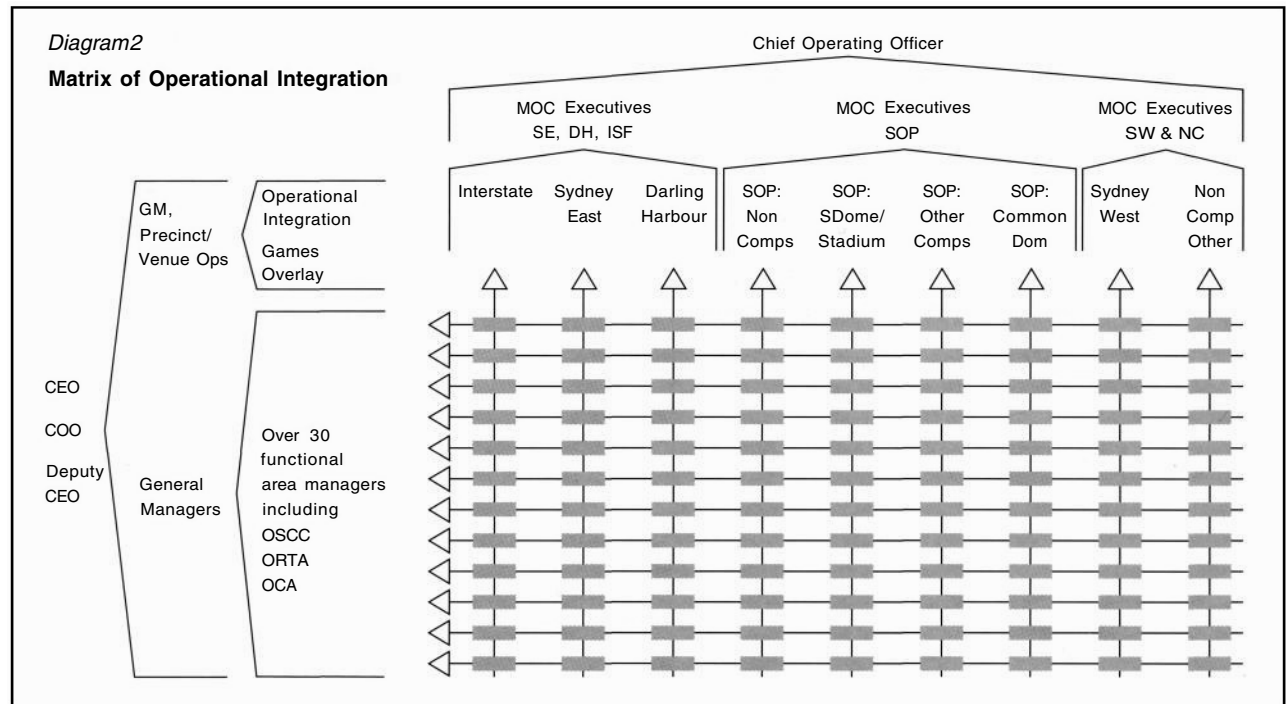 Diagram2
Matrix of Operational Integration
Chief Operating Officer
MOC Executives
SE, DH, ISF
MOC Executives
SOP
MOC Executives
SW & NC
Interstate
Sydney
East
Darling
Harbour
SOP:
Non
Comps
SOP:
SDome/
Stadium
SOP:
Other
Comps
SOP:
Common
Dom
Sydney
West
Non
Comp
Other
GM,
Precinct/
Venue Ops
Operational
Integration
Games
Overlay
CEO
COO
Deputy
CEO
General
Managers
Over 30
functional
area managers
including
OSCC
ORTA
OCA